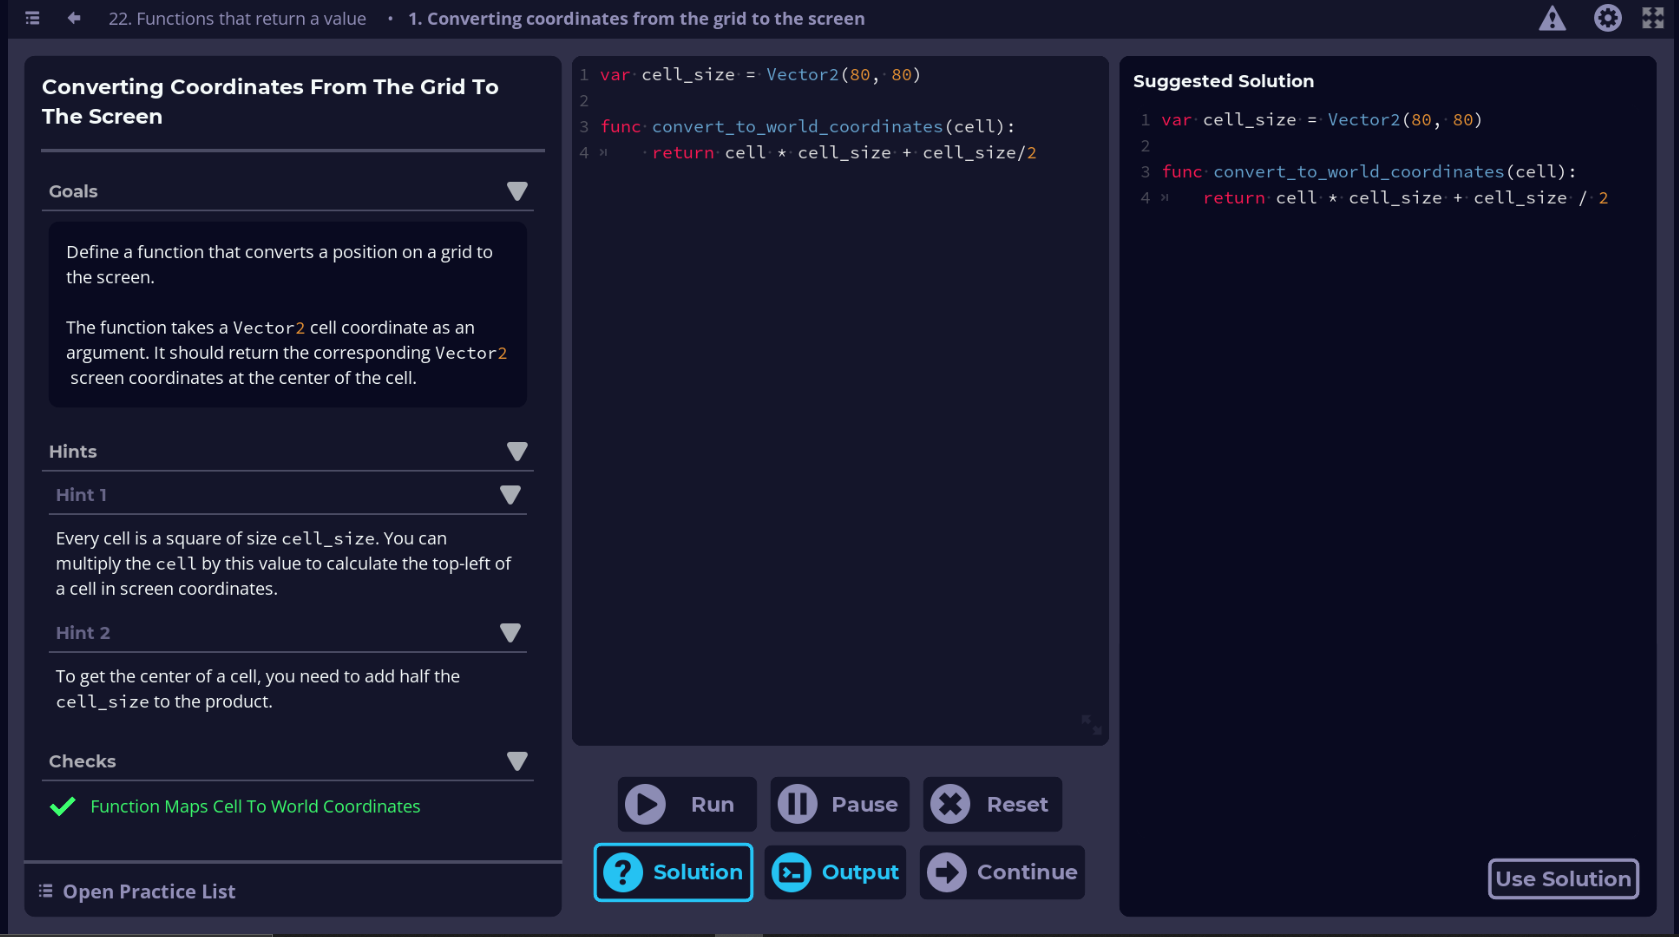 22. Functions that return a value • 1. Converting coordinates from the grid to the screen
Converting Coordinates From The Grid To
The Screen
Goals
Define a function that converts a position on a grid to
the screen.
The function takes a Vector2 cell coordinate as an
argument. It should return the corresponding Vector2
screen coordinates at the center of the cell.
Hints
Hint 1
Every cell is a square of size cell_size. You can
multiply the cell by this value to calculate the top-left of
a cell in screen coordinates.
Hint 2
To get the center of a cell, you need to add half the
cell_size to the product.
Checks
Function Maps Cell To World Coordinates
Open Practice List
1 var cell_size = Vector2(80, 80)
2
3 func convert_to_world_coordinates(cell):
4 return cell * cell_size + cell_size/2
Run
Pause
Reset
Solution
Output
Continue
Suggested Solution
1 var cell_size = Vector2(80, 80)
2
3 func convert_to_world_coordinates(cell):
4 return cell * cell_size + cell_size / 2
Use Solution